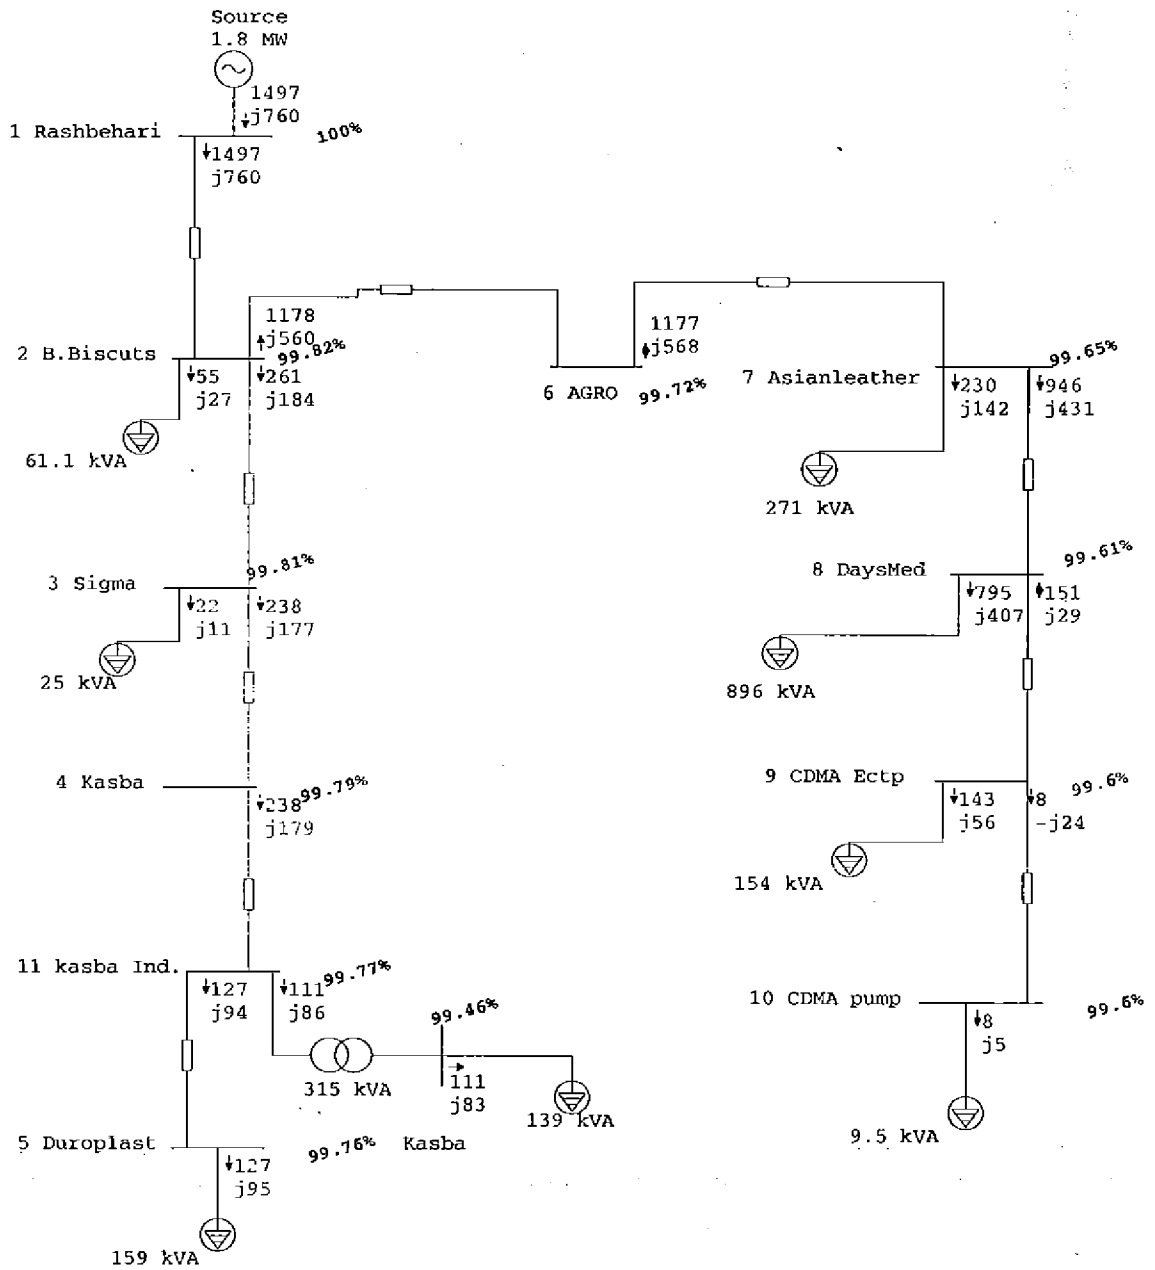 Source
1.8 MW
1497
j760
1 Rashbehari
100%
1497
j760
1178
j560
2 B.Biscuts
99.82%
55
j27
261
j184
61.1 kVA
1177
j568
6 AGRO
99.72%
7 Asianleather
99.65%
230
j142
946
j431
271 kVA
3 Sigma
99.81%
22
j11
238
j177
25 kVA
8 DaysMed
99.61%
795
j407
151
j29
896 kVA
4 Kasba
99.79%
238
j179
9 CDMA Ectp
99.6%
143
j56
8
-j24
154 kVA
11 kasba Ind.
99.77%
127
j94
111
j86
99.46%
315 kVA
111
j83
139 kVA
10 CDMA pump
99.6%
8
j5
9.5 kVA
5 Duroplast
99.76%
Kasba
127
j95
159 kVA